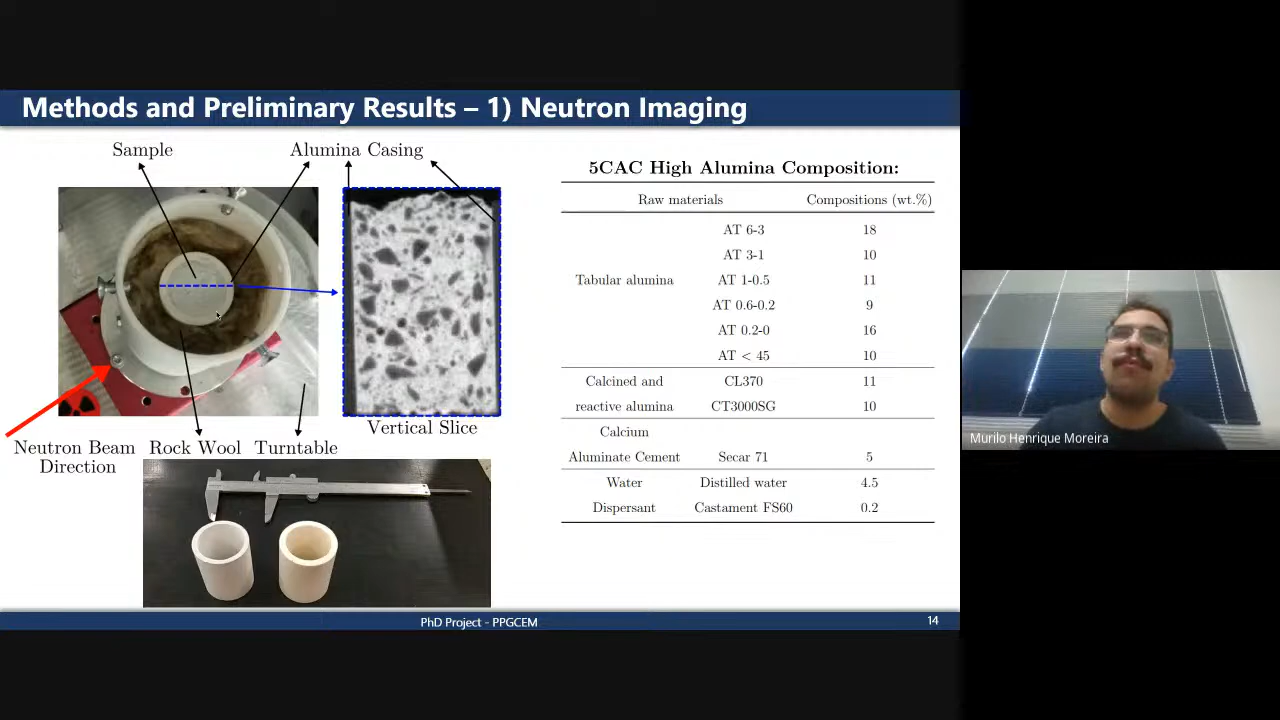 Methods and Preliminary Results – 1) Neutron Imaging
Sample
Alumina Casing
Vertical Slice
Neutron Beam
Direction
Rock Wool
Turntable
5CAC High Alumina Composition:
Raw materials Compositions (wt.%)
AT 6-3 18
AT 3-1 10
Tabular alumina AT 1-0.5 11
AT 0.6-0.2 9
AT 0.2-0 16
AT < 45 10
Calcined and CL370 11
reactive alumina CT3000SG 10
Calcium
Aluminate Cement Secar 71 5
Water Distilled water 4.5
Dispersant Castament FS60 0.2
Murilo Henrique Moreira
PhD Project - PPGCEM
14